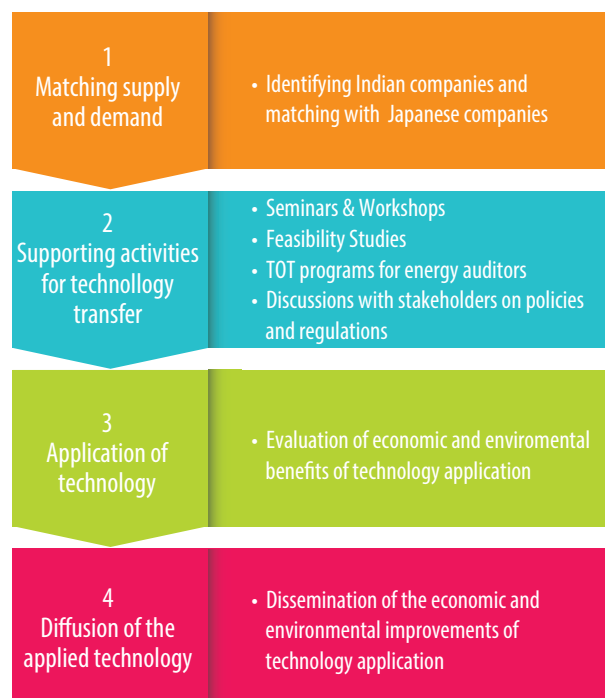 1
Matching supply
and demand
• Identifying Indian companies and
matching with Japanese companies
2
Supporting activities
for technollogy
transfer
• Seminars & Workshops
• Feasibility Studies
• TOT programs for energy auditors
• Discussions with stakeholders on policies
and regulations
3
Application of
technology
• Evaluation of economic and enviromental
benefits of technology application
4
Diffusion of the
applied technology
• Dissemination of the economic and
environmental improvements of
technology application